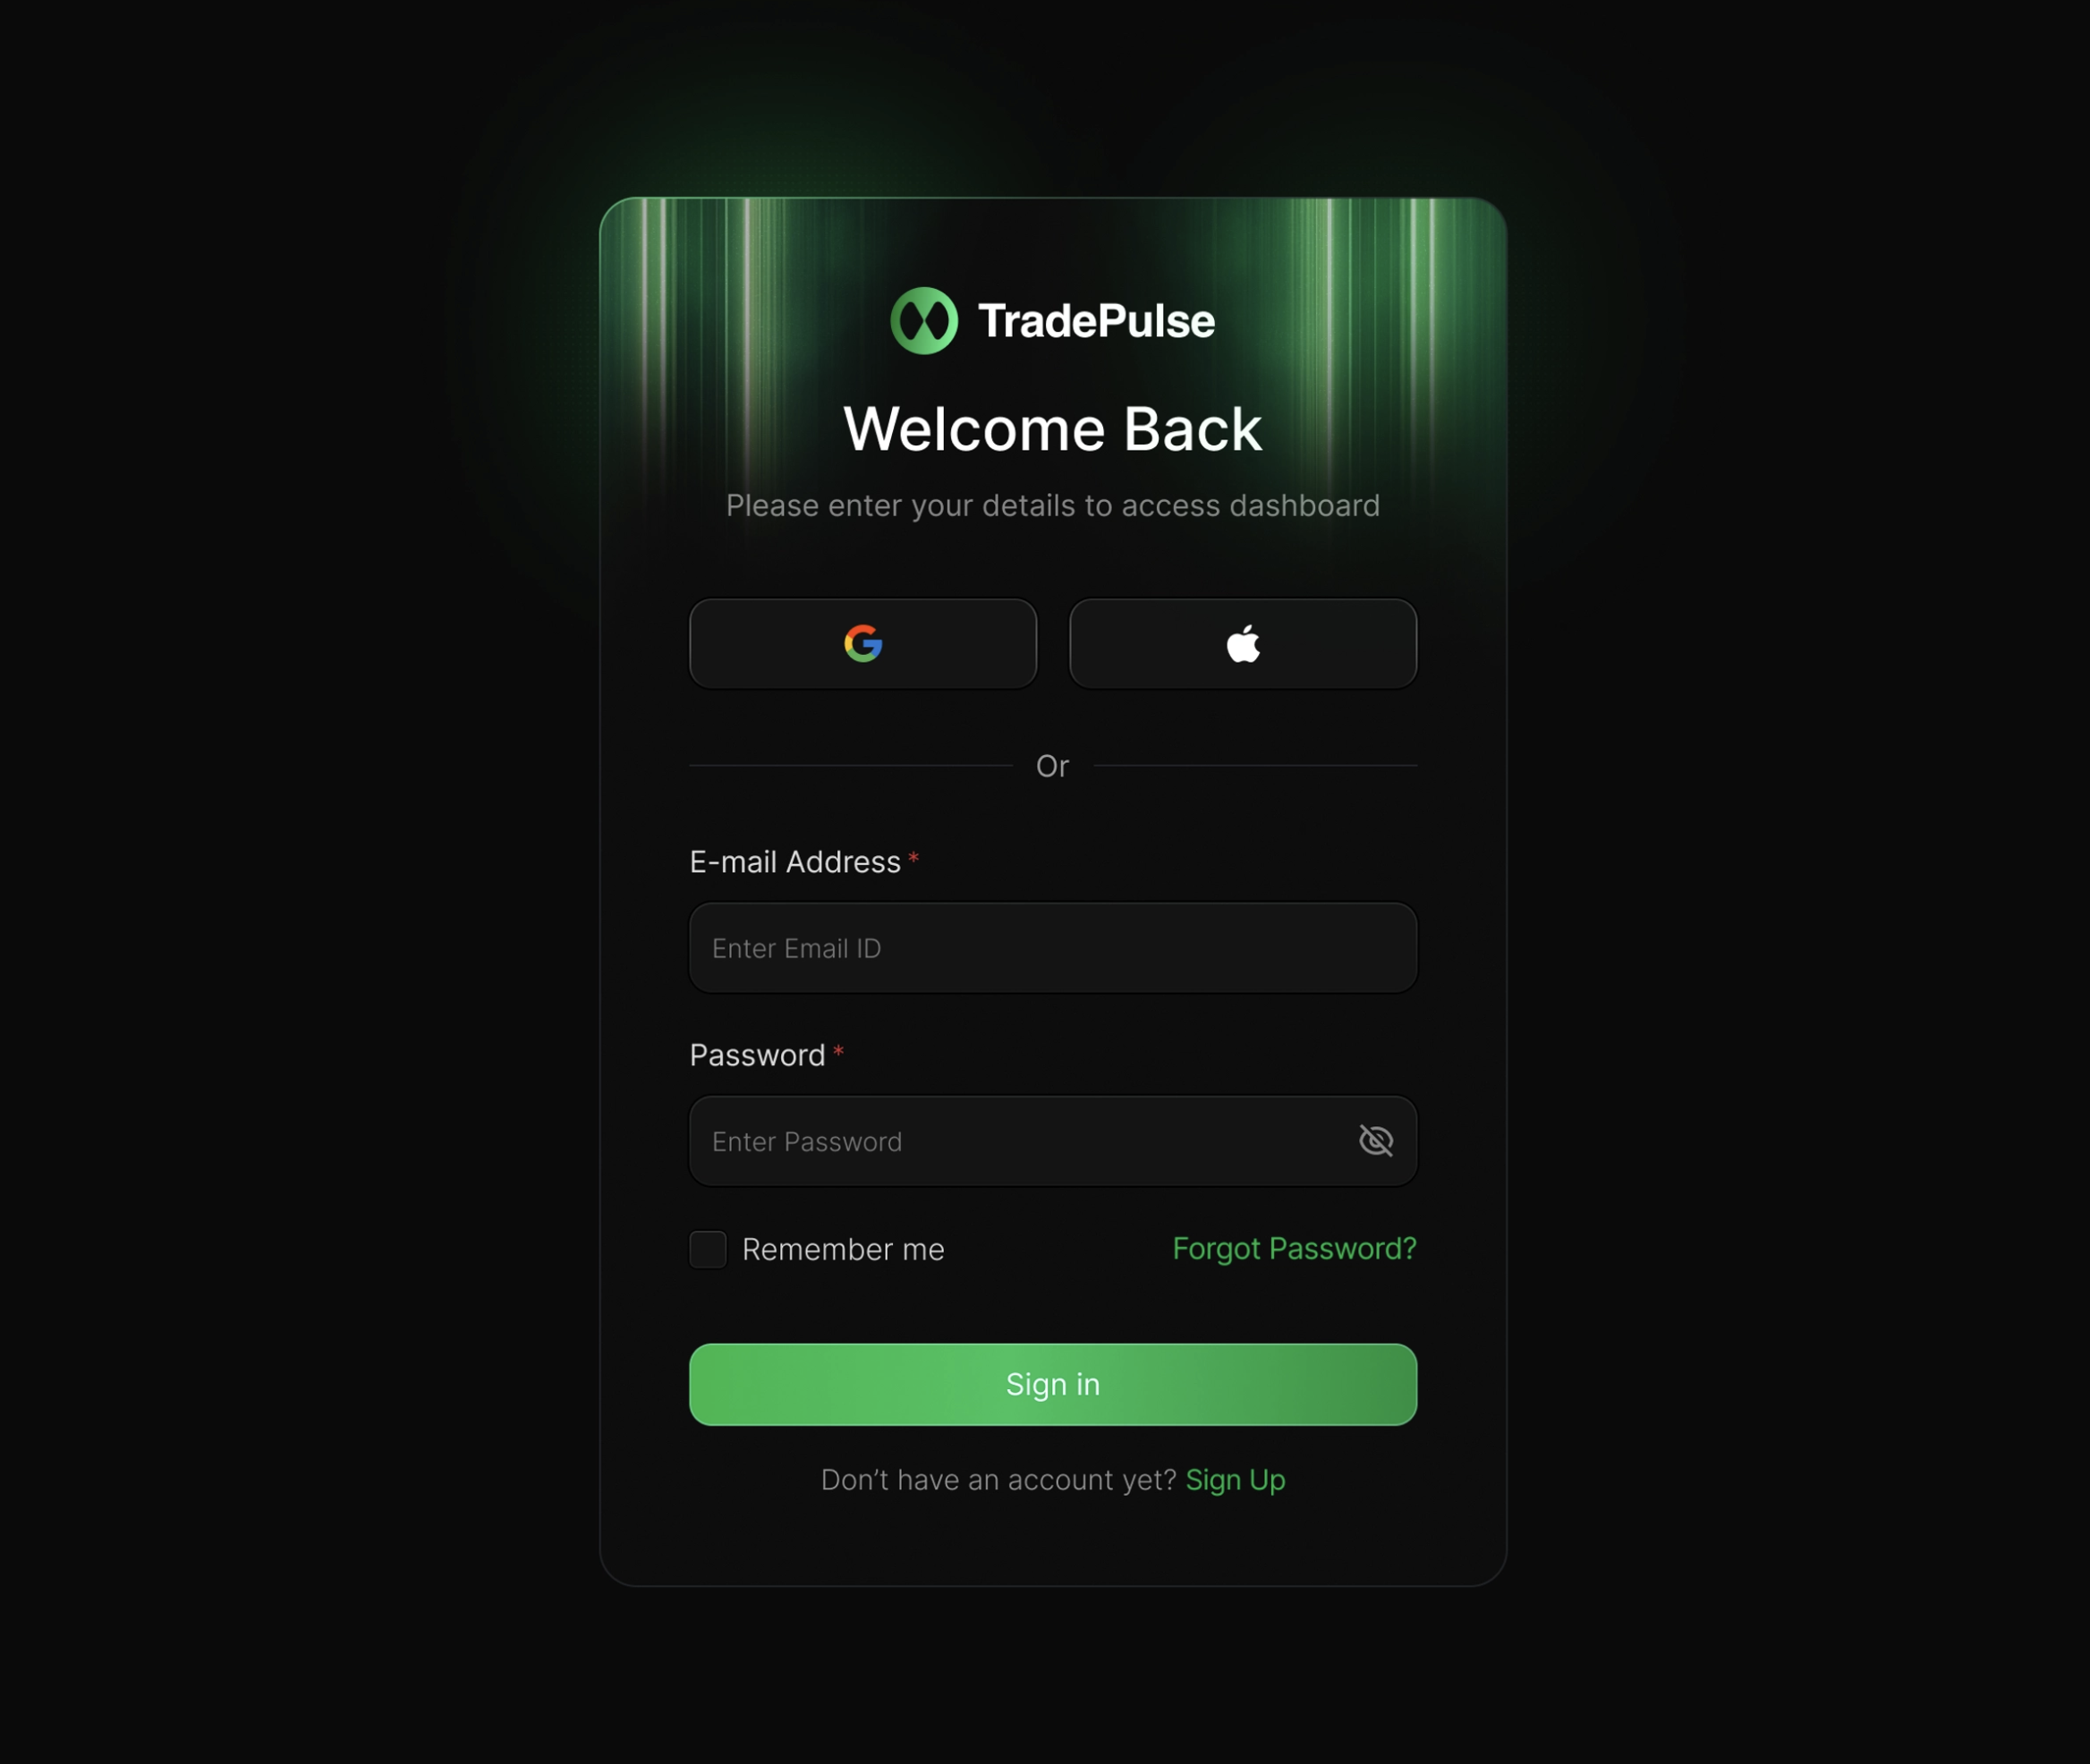 TradePulse
Welcome Back
Please enter your details to access dashboard
Or
E-mail Address *
Enter Email ID
Password *
Enter Password
Remember me
Forgot Password?
Sign in
Don’t have an account yet? Sign Up